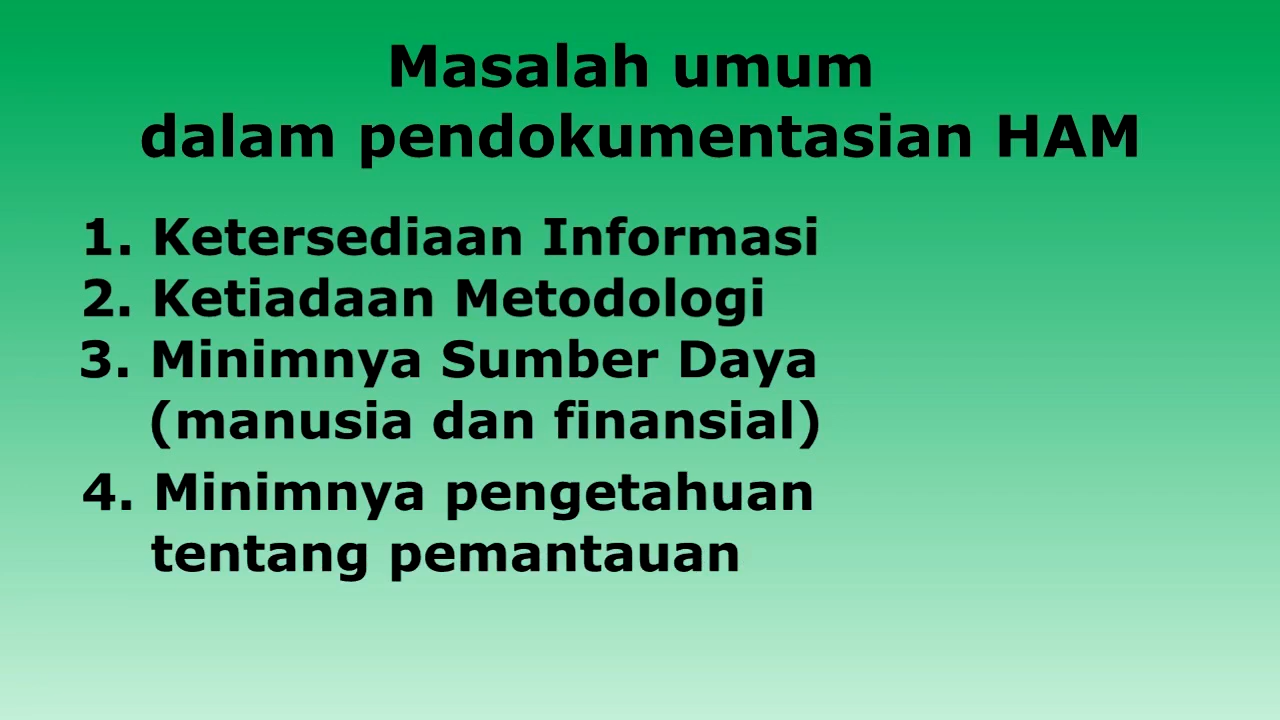 Masalah umum
dalam pendokumentasian HAM
1. Ketersediaan Informasi
2. Ketiadaan Metodologi
3. Minimnya Sumber Daya
(manusia dan finansial)
4. Minimnya pengetahuan
tentang pemantauan